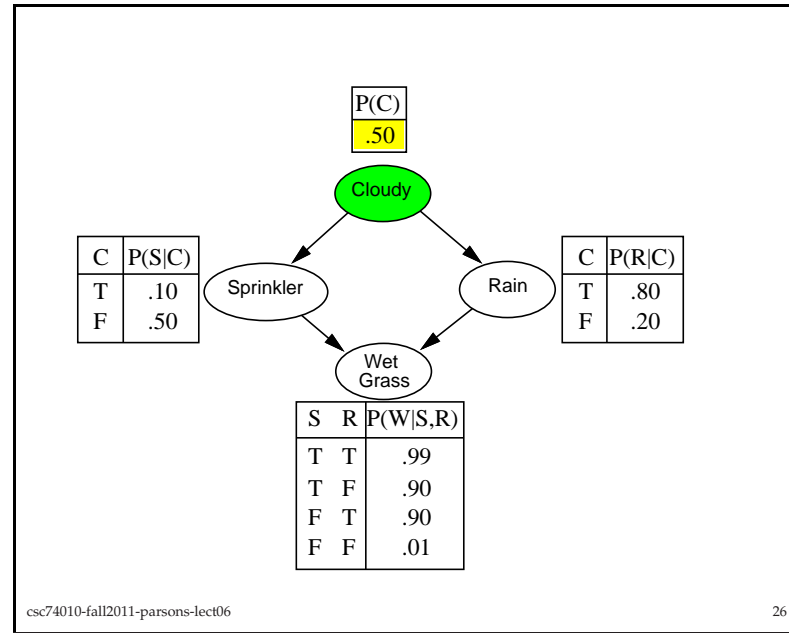 P(C)
.50
Cloudy
C P(S|C)
T .10
F .50
Sprinkler
Rain
C P(R|C)
T .80
F .20
Wet
Grass
S R P(W|S,R)
T T .99
T F .90
F T .90
F F .01
csc74010-fall2011-parsons-lect06 26